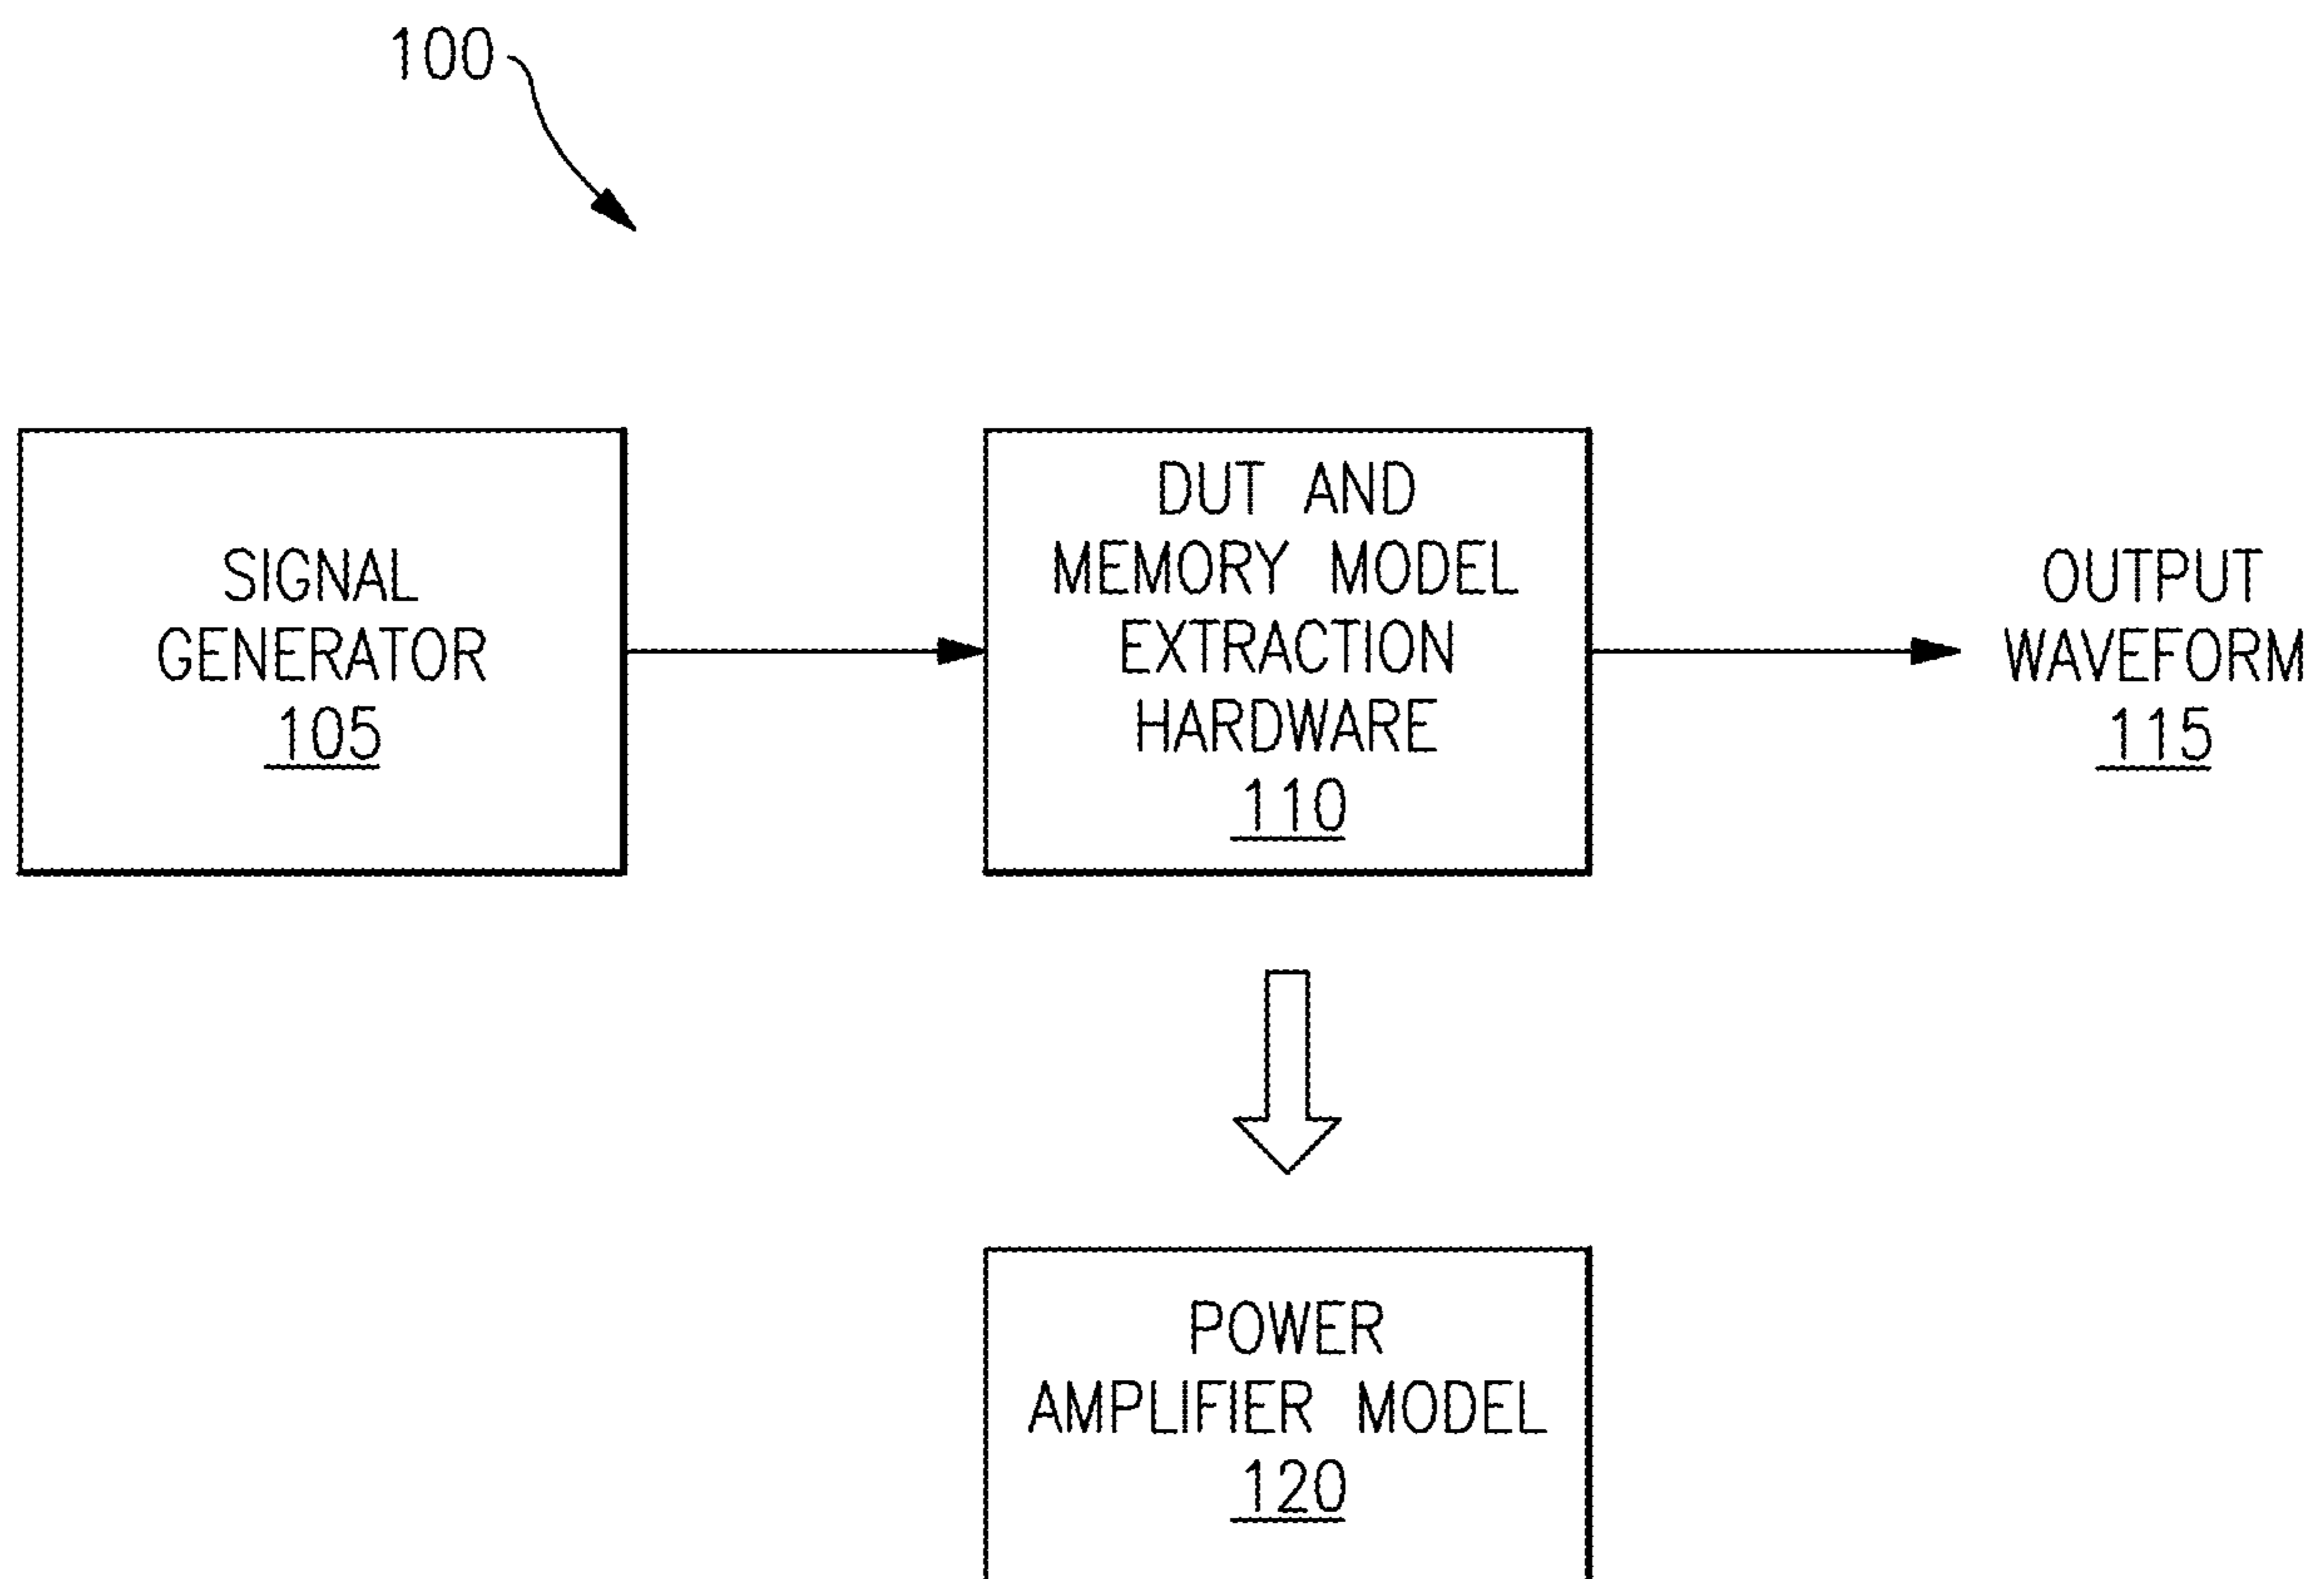 100
SIGNAL
GENERATOR
105
DUT AND
MEMORY MODEL
EXTRACTION
HARDWARE
110
OUTPUT
WAVEFORM
115
POWER
AMPLIFIER MODEL
120